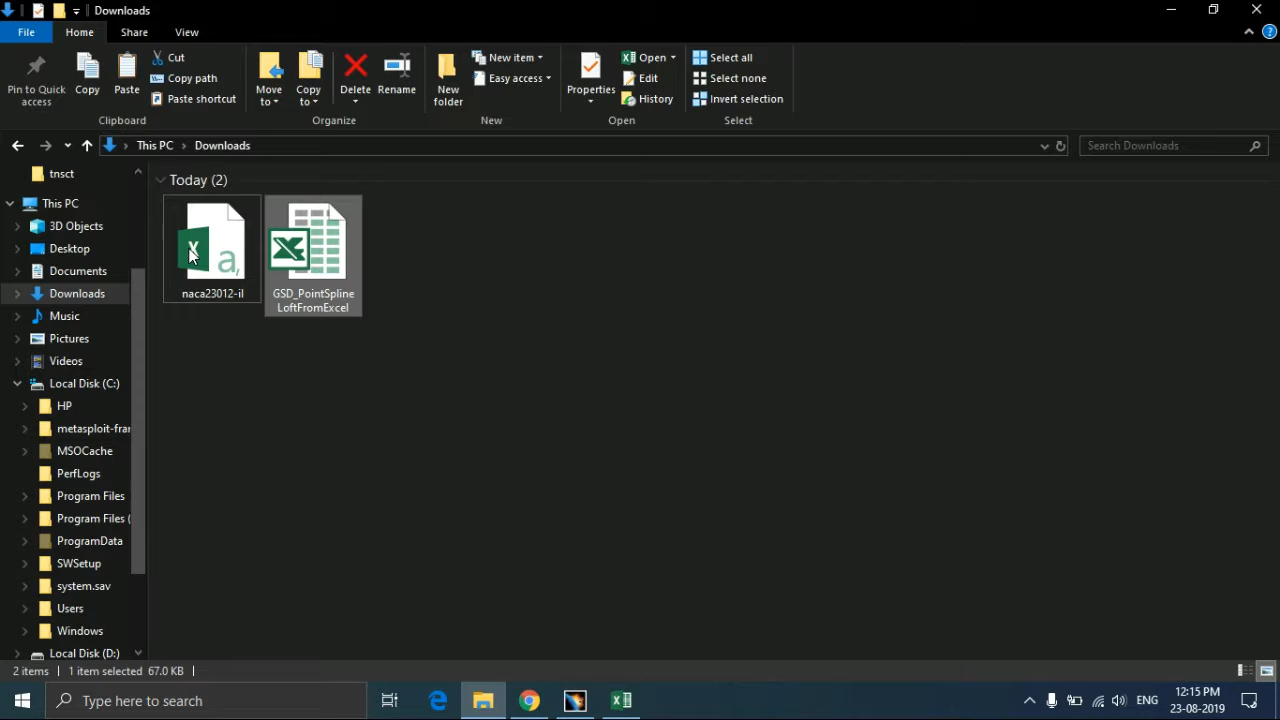 Downloads
File
Home
Share
View
Pin to Quick
access
Copy
Paste
Cut
Copy path
Paste shortcut
Clipboard
Move
to
Copy
to
Delete
Rename
Organize
New
folder
New item
Easy access
New
Properties
Open
Edit
History
Open
Select all
Select none
Invert selection
Select
This PC
Downloads
Search Downloads
tnsct
This PC
3D Objects
Desktop
Documents
Downloads
Music
Pictures
Videos
Local Disk (C:)
HP
metasploit-frar
MSOCache
PerfLogs
Program Files
Program Files (
ProgramData
SWSetup
system.sav
Users
Windows
Local Disk (D:)
Today (2)
naca23012-il
GSD_PointSpline
LoftFromExcel
2 items
1 item selected 67.0 KB
Type here to search
ENG
12:15 PM
23-08-2019